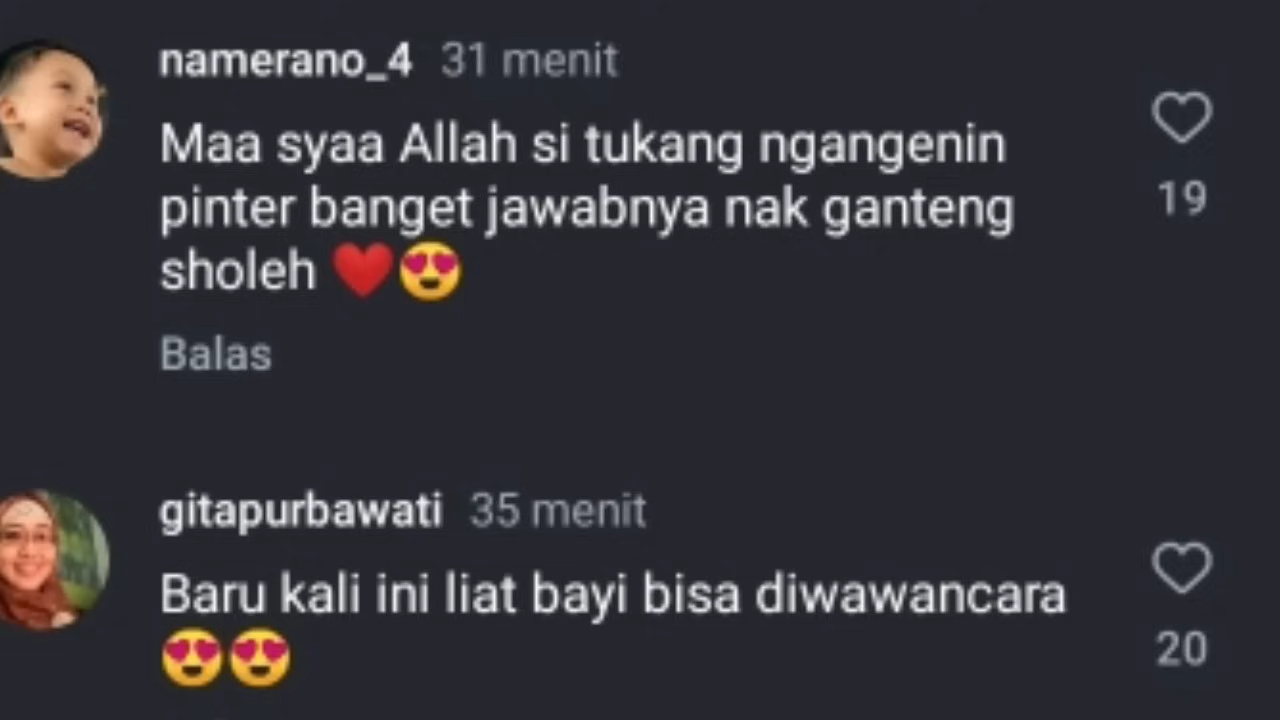 namerano_4 31 menit
Maa syaa Allah si tukang ngangenin
pinter banget jawabnya nak ganteng
sholeh ❤️😍
19
Balas
gitapurbawati 35 menit
Baru kali ini liat bayi bisa diwawancara
😍😍
20